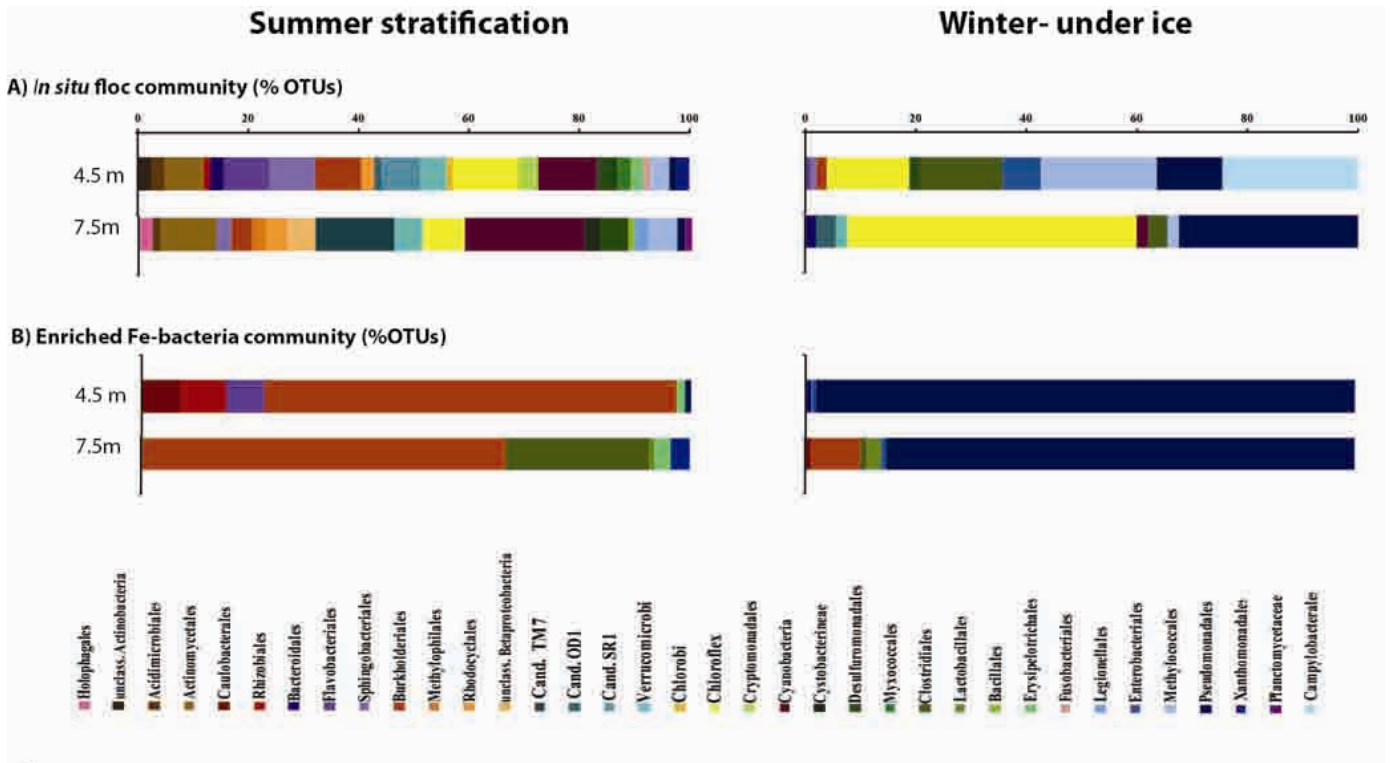 Summer stratification
Winter- under ice
A) In situ floc community (% OTUs)
0 20 40 60 80 100
0 20 40 60 80 100
4.5 m
7.5m
B) Enriched Fe-bacteria community (%OTUs)
4.5 m
7.5m
Holophagales
unclass. Actinobacteria
Acidimicrobiales
Actinomycetales
Caulobacterales
Rhizobiales
Bacteroidales
Flavobacteriales
Sphingobacteriales
Burkholderiales
Methylophilales
Rhodocyclales
unclass. Betaproteobacteria
Cand. TM7
Cand. OD1
Cand. SR1
Verrucomicrobi
Chlorobi
Chloroflex
Cryptomonadales
Cyanobacteria
Cystobacterineae
Desulfuromonadales
Myxococcales
Clostridiales
Lactobacillales
Bacillales
Erysipelotrichales
Fusobacteriales
Legionellales
Enterobacteriales
Methylococcales
Pseudomonadales
Xanthomonadales
Planctomycetaceae
Campylobacterale